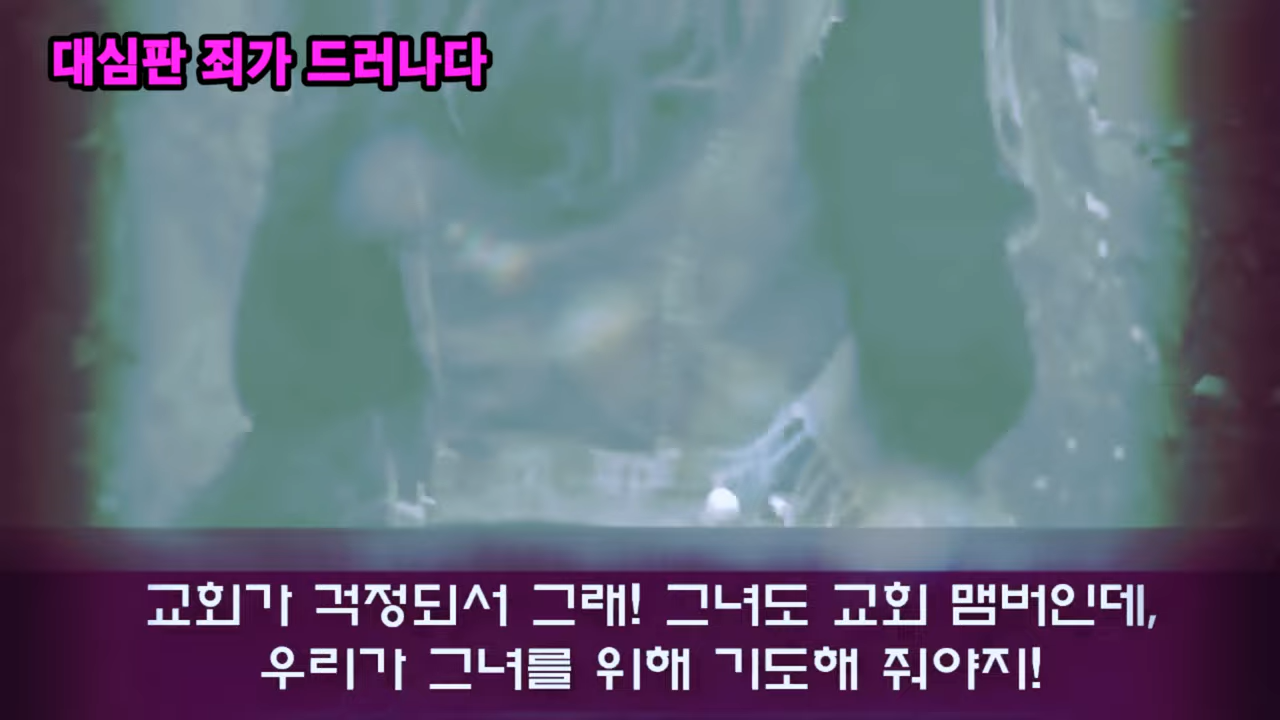 대심판 죄가 드러나다
교회가 걱정되서 그래! 그녀도 교회 맴버인데,
우리가 그녀를 위해 기도해 줘야지!